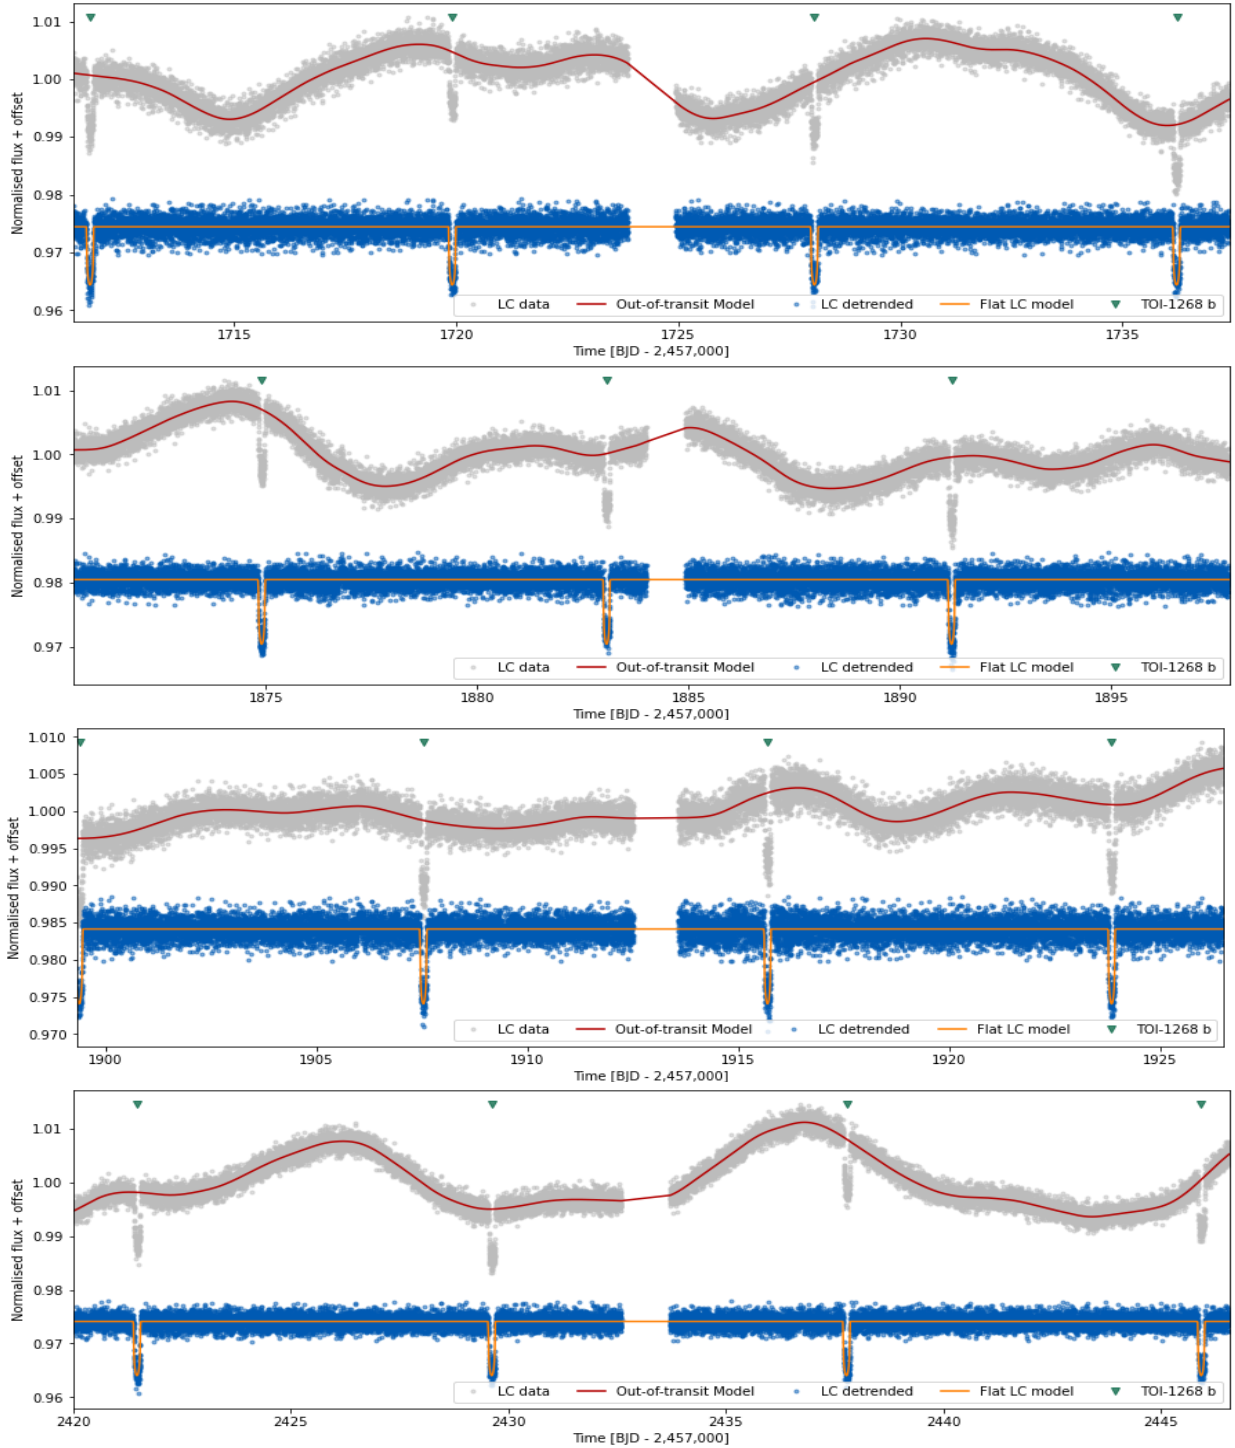 1.01
1.00
0.99
0.98
0.97
0.96
Normalised flux + offset
LC data Out-of-transit Model LC detrended Flat LC model TOI-1268 b
1715 1720 1725 1730 1735
Time [BJD - 2,457,000]
1.01
1.00
0.99
0.98
0.97
Normalised flux + offset
LC data Out-of-transit Model LC detrended Flat LC model TOI-1268 b
1875 1880 1885 1890 1895
Time [BJD - 2,457,000]
1.010
1.005
1.000
0.995
0.990
0.985
0.980
0.975
0.970
Normalised flux + offset
LC data Out-of-transit Model LC detrended Flat LC model TOI-1268 b
1900 1905 1910 1915 1920 1925
Time [BJD - 2,457,000]
1.01
1.00
0.99
0.98
0.97
0.96
Normalised flux + offset
LC data Out-of-transit Model LC detrended Flat LC model TOI-1268 b
2420 2425 2430 2435 2440 2445
Time [BJD - 2,457,000]